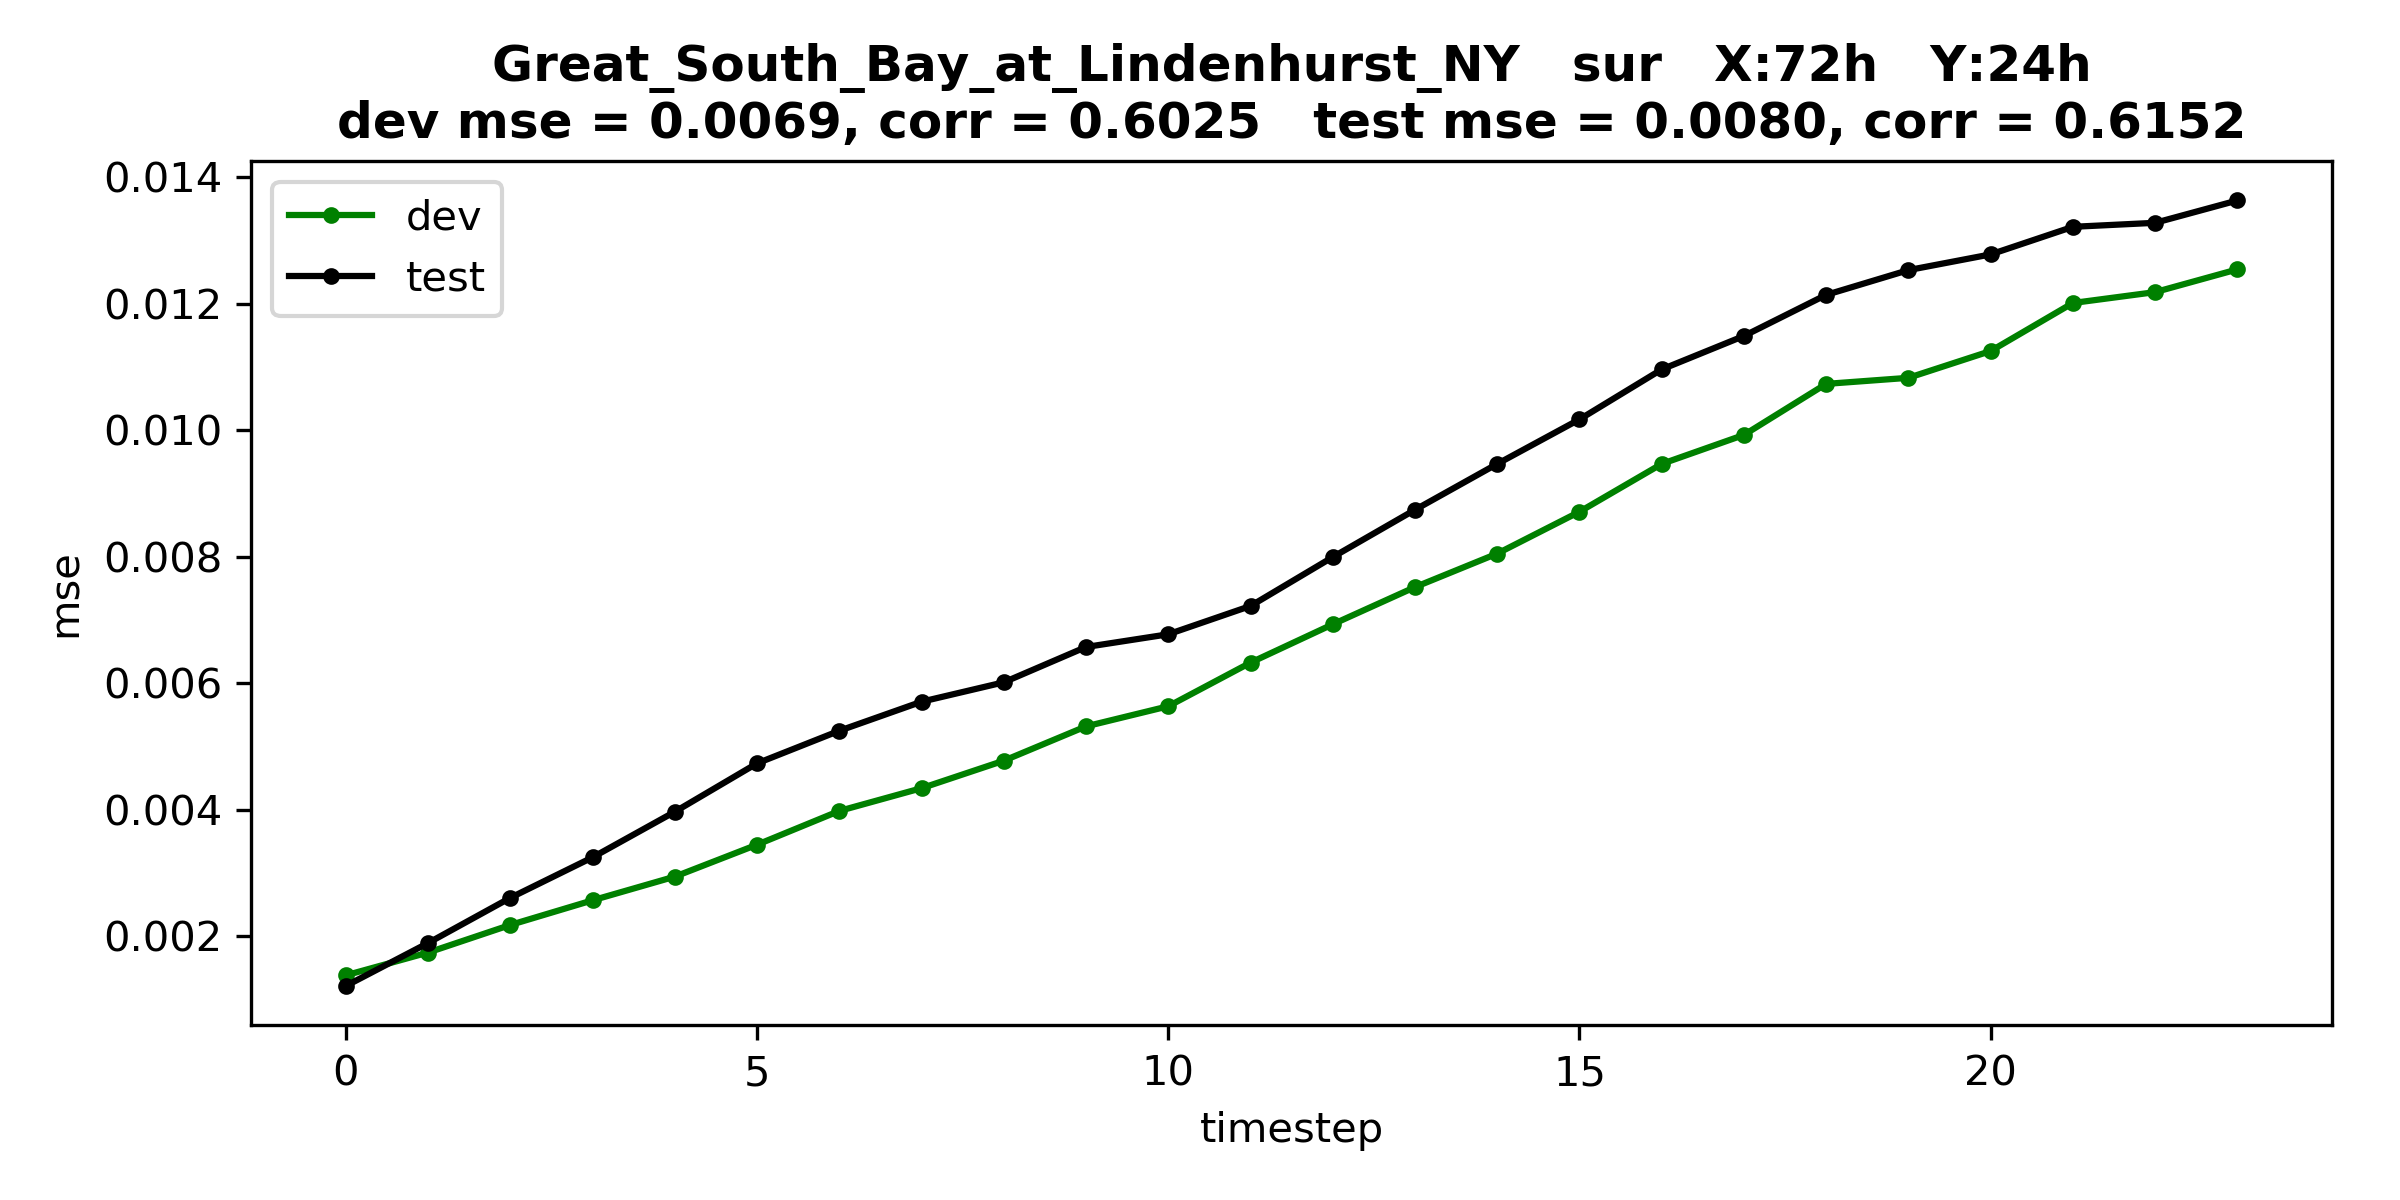 Great_South_Bay_at_Lindenhurst_NY   sur   X:72h   Y:24h
dev mse = 0.0069, corr = 0.6025   test mse = 0.0080, corr = 0.6152
dev
test
0.014
0.012
0.010
0.008
0.006
0.004
0.002
mse
0 5 10 15 20
timestep